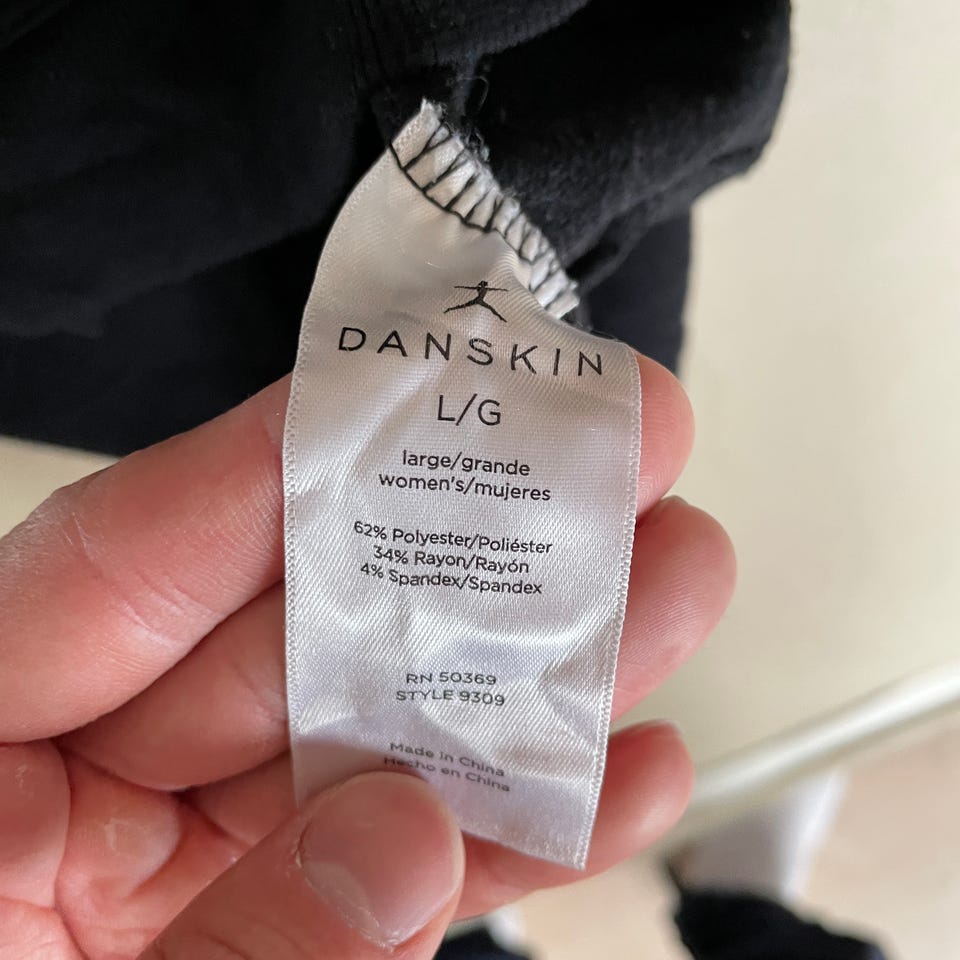 DANSKIN
L/G
large/grande
women's/mujeres
62% Polyester/Poliéster
34% Rayon/Rayón
4% Spandex/Spandex
RN 50369
STYLE 9309
Made in China
Hecho en China